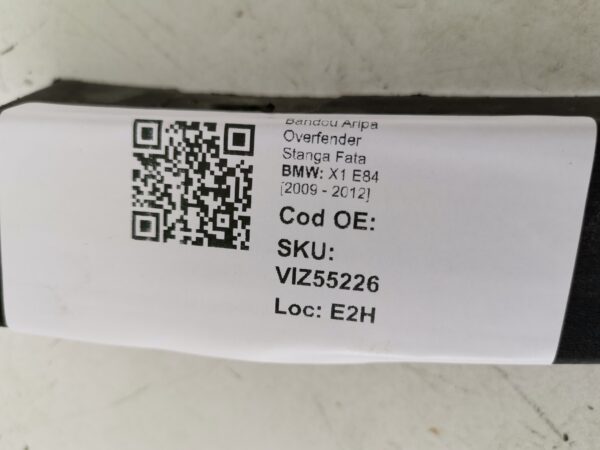 Bandou Aripa
Overfender
Stanga Fata
BMW: X1 E84
[2009 - 2012]
Cod OE:
SKU:
VIZ55226
Loc: E2H